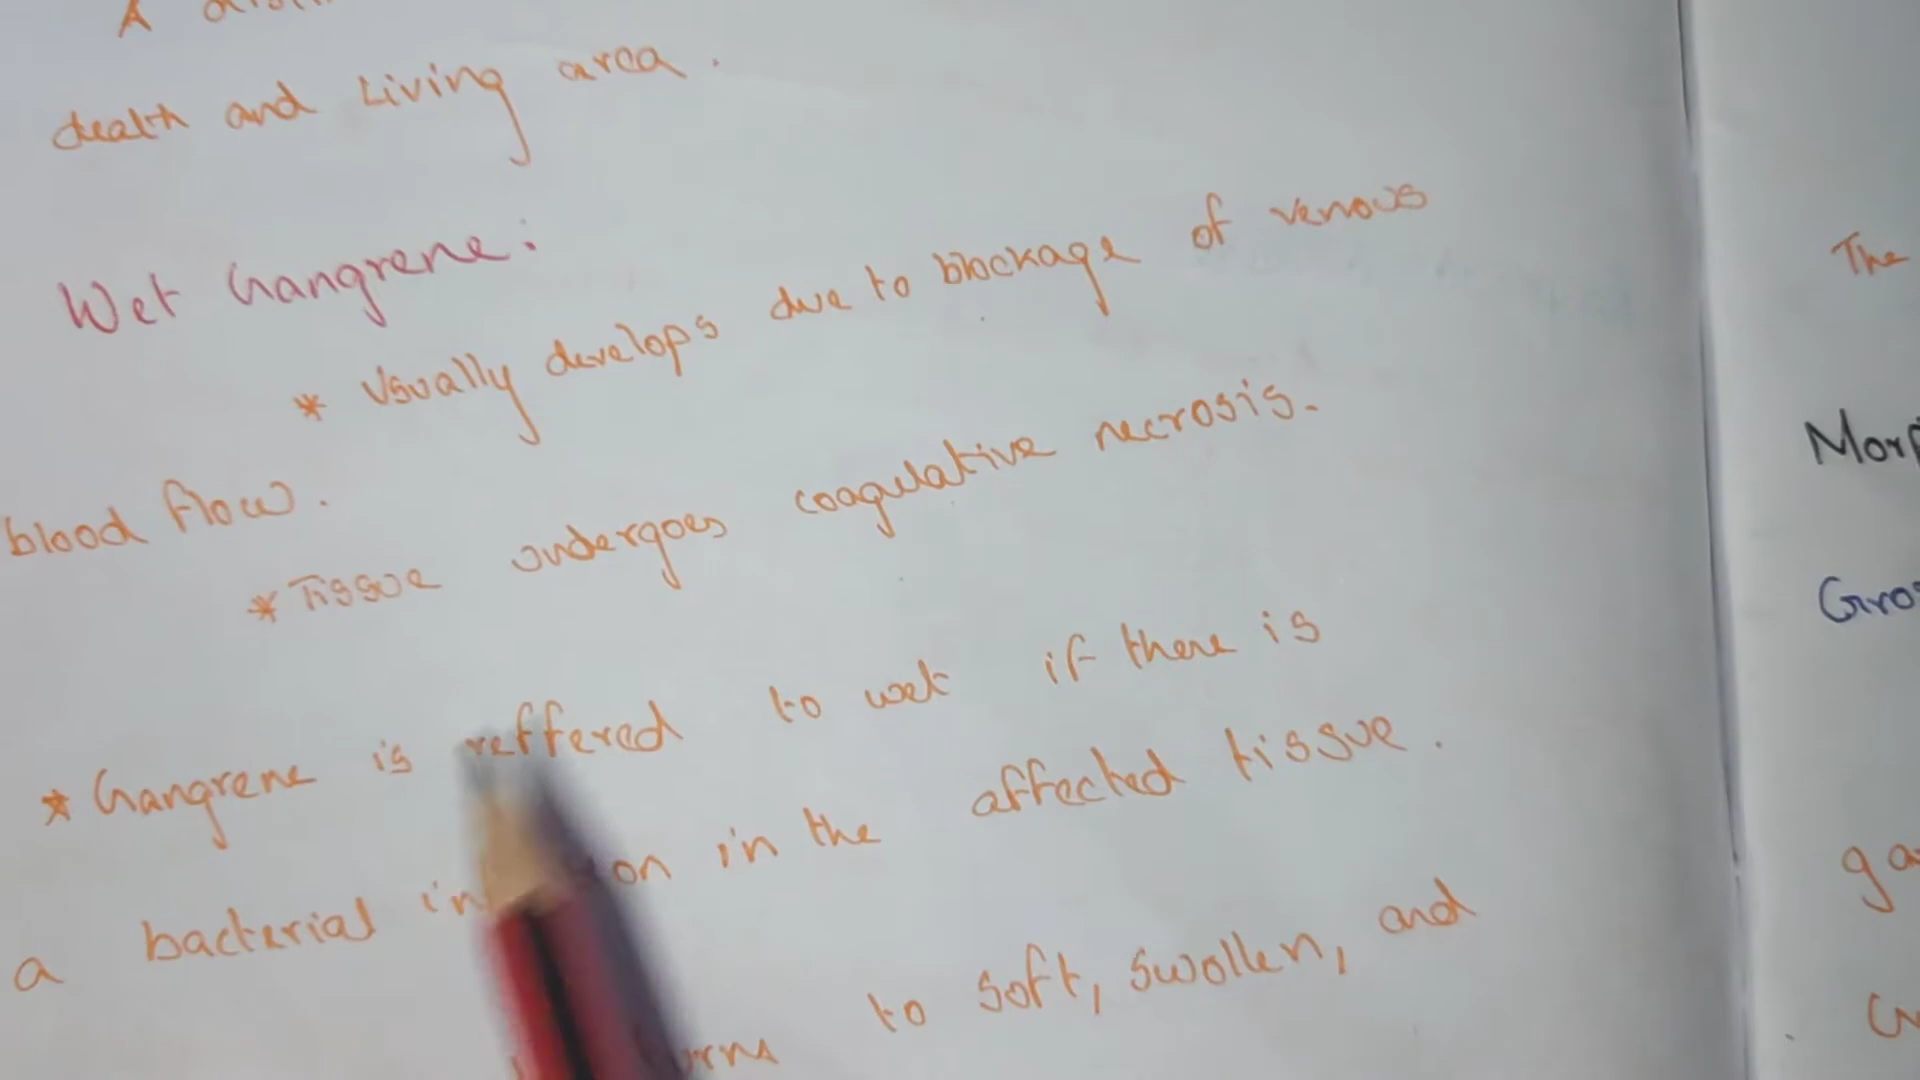 A
death and Living area.
Wet Gangrene:
* Usually develops due to blockage of venous
blood flow.
* Tissue undergoes coagulative necrosis.
* Gangrene is reffered to wet if there is
a bacterial in on in the affected tissue.
to soft, swollen, and
The